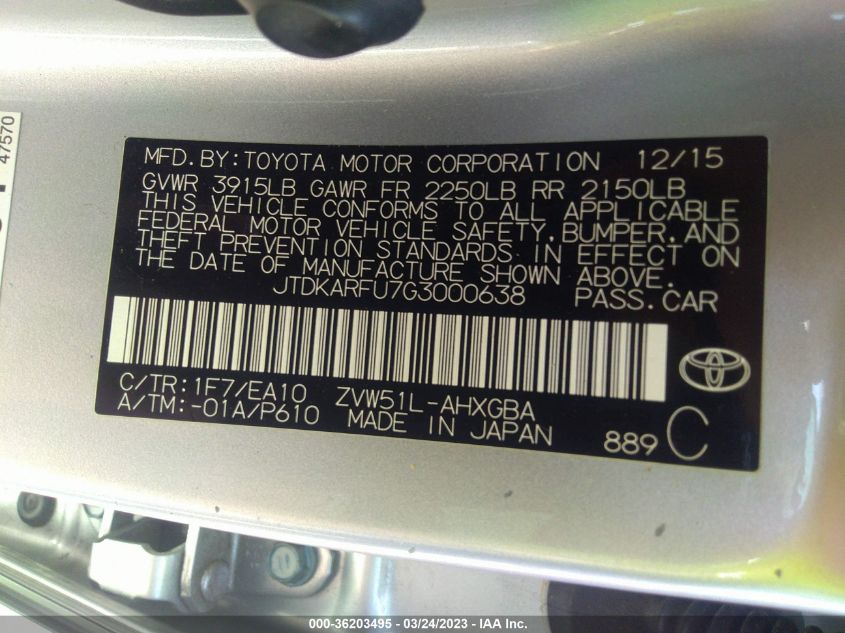 47570
MFD.BY:TOYOTA MOTOR CORPORATION 12/15
GVWR 3915LB GAWR FR 2250LB RR 2150LB
THIS VEHICLE CONFORMS TO ALL APPLICABLE
FEDERAL MOTOR VEHICLE SAFETY,BUMPER,AND
THEFT PREVENTION STANDARDS IN EFFECT ON
THE DATE OF MANUFACTURE SHOWN ABOVE.
JTDKARFU7G3000638 PASS.CAR
C/TR:1F7/EA10 ZVW51L-AHXGBA
A/TM:-01A/P610 MADE IN JAPAN 889 C
000-36203495 — 03/24/2023 — IAA Inc.